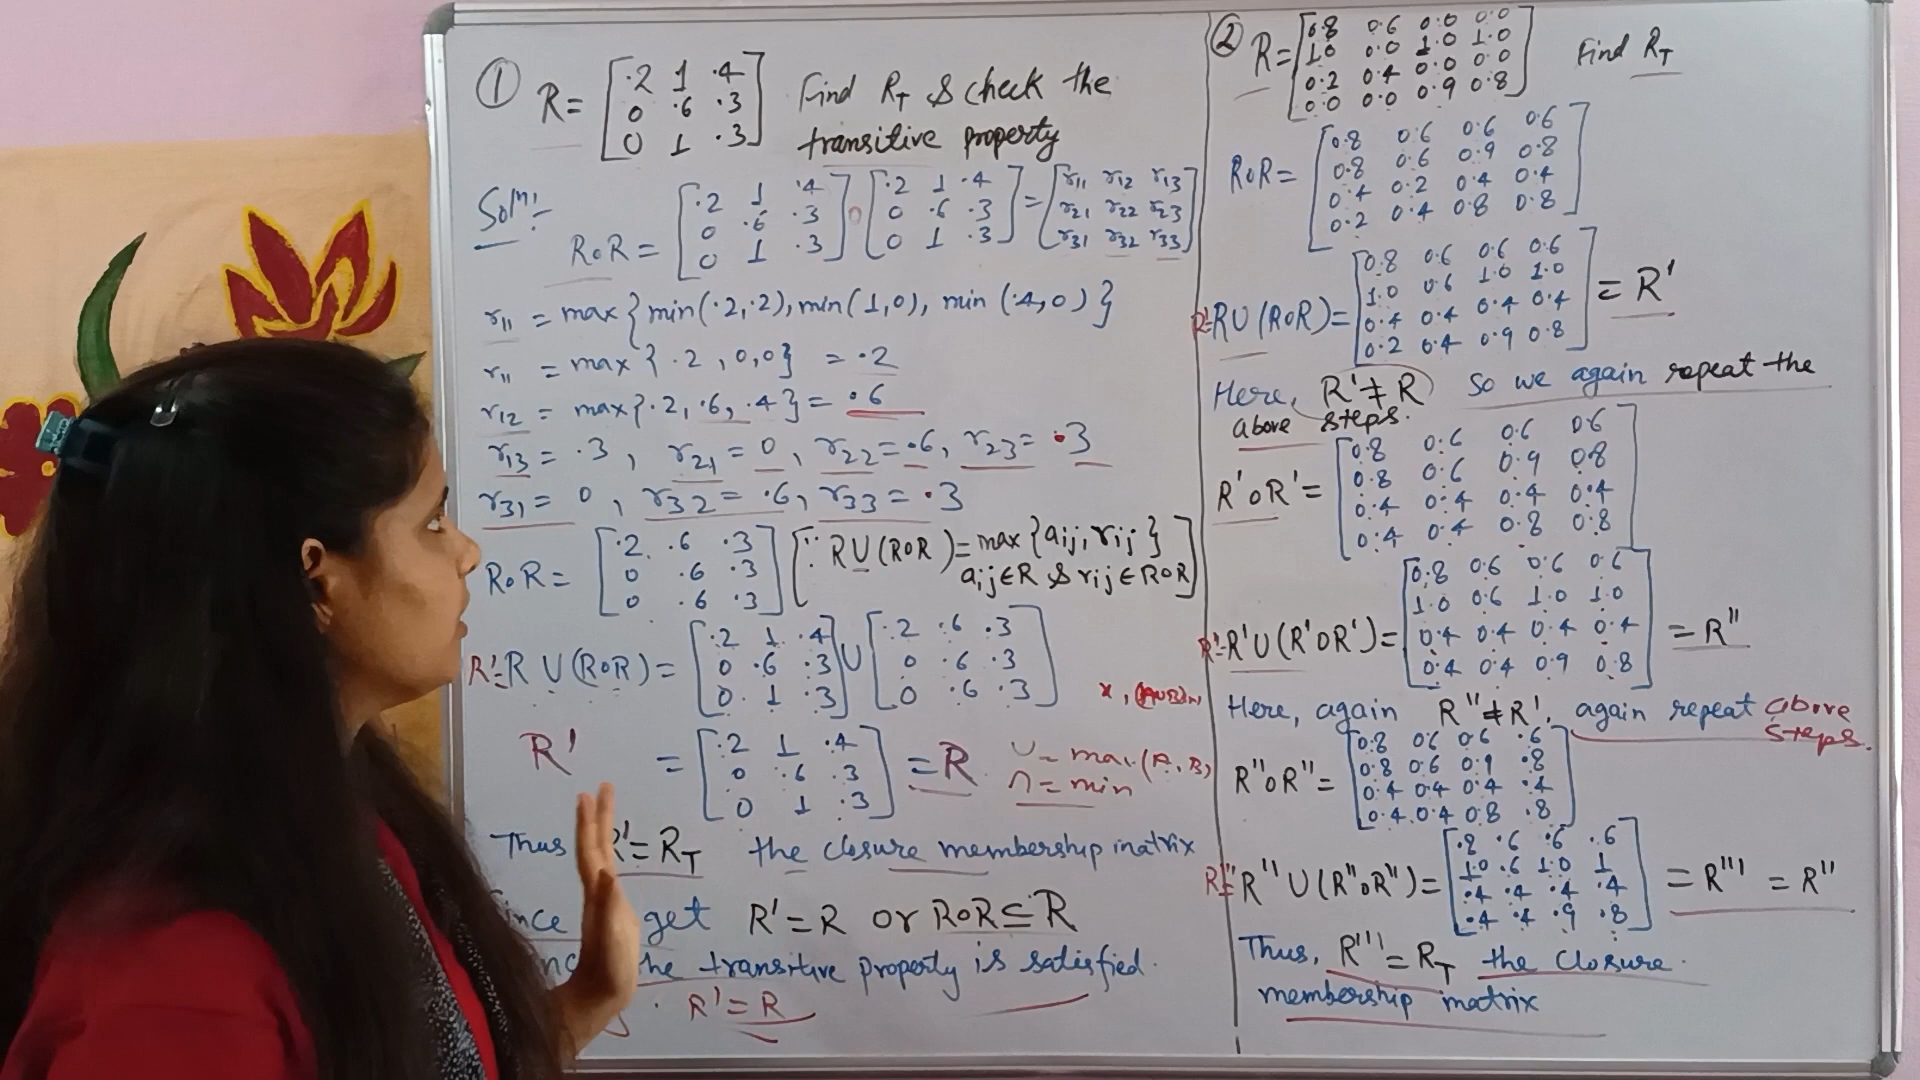 ① R = [.2 1 .4
0 .6 .3
0 1 .3] Find R_T & check the
transitive property
Solⁿ:- RoR = [.2 1 .4
0 .6 .3
0 1 .3] o [.2 1 .4
0 .6 .3
0 1 .3] = [r11 r12 r13
r21 r22 r23
r31 r32 r33]
r11 = max{min(.2,.2), min(1,0), min(.4,0)}
r11 = max{.2, 0, 0} = .2
r12 = max{.2, .6, .4} = .6
r13 = .3, r21 = 0, r22 = .6, r23 = .3
r31 = 0, r32 = .6, r33 = .3
RoR = [.2 .6 .3
0 .6 .3
0 .6 .3] [∵ RU(RoR) = max{aij, rij}
aij∈R & rij∈RoR]
R'= R U (RoR) = [.2 1 .4
0 .6 .3
0 1 .3] U [.2 .6 .3
0 .6 .3
0 .6 .3]
R' = [.2 1 .4
0 .6 .3
0 1 .3] = R
∪ = max(A, B)
∩ = min
Thus R' = R_T the closure membership matrix
get R' = R or RoR ⊆ R
the transitive property is satisfied.
R' = R
② R = [0.8 0.6 0.0 0.0
1.0 0.0 1.0 1.0
0.2 0.4 0.0 0.0
0.0 0.0 0.9 0.8] Find R_T
RoR = [0.8 0.6 0.6 0.6
0.8 0.6 0.9 0.8
0.4 0.2 0.4 0.4
0.2 0.4 0.8 0.8]
R'= RU(RoR) = [0.8 0.6 0.6 0.6
1.0 0.6 1.0 1.0
0.4 0.4 0.4 0.4
0.2 0.4 0.9 0.8] = R'
Here, R' ≠ R So we again repeat the
above steps.
R'oR' = [0.8 0.6 0.6 0.6
0.8 0.6 0.9 0.8
0.4 0.4 0.4 0.4
0.4 0.4 0.8 0.8]
R'U(R'oR') = [0.8 0.6 0.6 0.6
1.0 0.6 1.0 1.0
0.4 0.4 0.4 0.4
0.4 0.4 0.9 0.8] = R''
Here, again R'' ≠ R', again repeat above
steps.
R''oR'' = [0.8 0.6 0.6 .6
0.8 0.6 0.9 .8
0.4 0.4 0.4 .4
0.4 0.4 0.8 .8]
R''U(R''oR'') = [.8 .6 .6 .6
1.0 .6 1.0 1
.4 .4 .4 .4
.4 .4 .9 .8] = R''' = R''
Thus, R''' = R_T the closure.
membership matrix